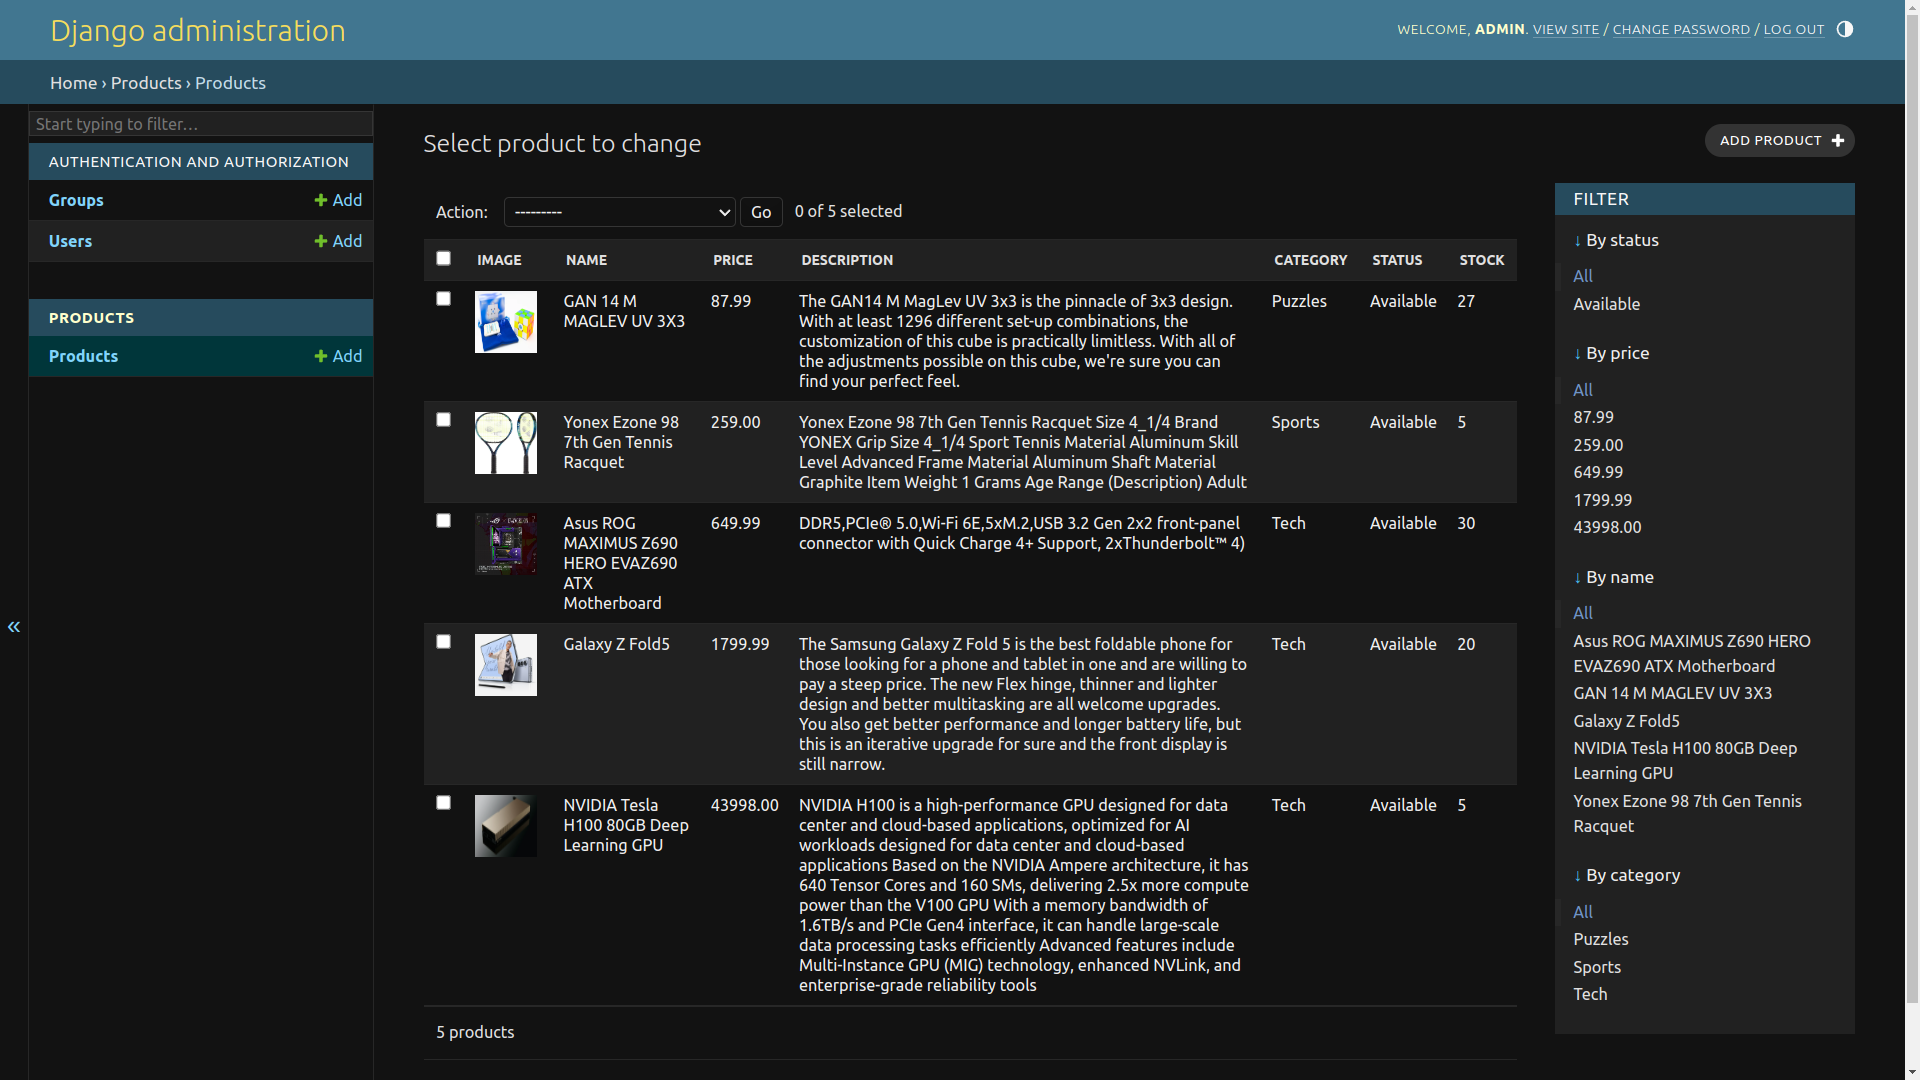 Django administration
WELCOME, ADMIN. VIEW SITE / CHANGE PASSWORD / LOG OUT
Home › Products › Products
Start typing to filter…
AUTHENTICATION AND AUTHORIZATION
Groups + Add
Users + Add
PRODUCTS
Products + Add
«
Select product to change
ADD PRODUCT +
Action: --------- Go 0 of 5 selected
IMAGE NAME PRICE DESCRIPTION CATEGORY STATUS STOCK
GAN 14 M
MAGLEV UV 3X3
87.99
The GAN14 M MagLev UV 3x3 is the pinnacle of 3x3 design.
With at least 1296 different set-up combinations, the
customization of this cube is practically limitless. With all of
the adjustments possible on this cube, we're sure you can
find your perfect feel.
Puzzles
Available
27
Yonex Ezone 98
7th Gen Tennis
Racquet
259.00
Yonex Ezone 98 7th Gen Tennis Racquet Size 4_1/4 Brand
YONEX Grip Size 4_1/4 Sport Tennis Material Aluminum Skill
Level Advanced Frame Material Aluminum Shaft Material
Graphite Item Weight 1 Grams Age Range (Description) Adult
Sports
Available
5
Asus ROG
MAXIMUS Z690
HERO EVAZ690
ATX
Motherboard
649.99
DDR5,PCIe® 5.0,Wi-Fi 6E,5xM.2,USB 3.2 Gen 2x2 front-panel
connector with Quick Charge 4+ Support, 2xThunderbolt™ 4)
Tech
Available
30
Galaxy Z Fold5
1799.99
The Samsung Galaxy Z Fold 5 is the best foldable phone for
those looking for a phone and tablet in one and are willing to
pay a steep price. The new Flex hinge, thinner and lighter
design and better multitasking are all welcome upgrades.
You also get better performance and longer battery life, but
this is an iterative upgrade for sure and the front display is
still narrow.
Tech
Available
20
NVIDIA Tesla
H100 80GB Deep
Learning GPU
43998.00
NVIDIA H100 is a high-performance GPU designed for data
center and cloud-based applications, optimized for AI
workloads designed for data center and cloud-based
applications Based on the NVIDIA Ampere architecture, it has
640 Tensor Cores and 160 SMs, delivering 2.5x more compute
power than the V100 GPU With a memory bandwidth of
1.6TB/s and PCIe Gen4 interface, it can handle large-scale
data processing tasks efficiently Advanced features include
Multi-Instance GPU (MIG) technology, enhanced NVLink, and
enterprise-grade reliability tools
Tech
Available
5
5 products
FILTER
↓ By status
All
Available
↓ By price
All
87.99
259.00
649.99
1799.99
43998.00
↓ By name
All
Asus ROG MAXIMUS Z690 HERO
EVAZ690 ATX Motherboard
GAN 14 M MAGLEV UV 3X3
Galaxy Z Fold5
NVIDIA Tesla H100 80GB Deep
Learning GPU
Yonex Ezone 98 7th Gen Tennis
Racquet
↓ By category
All
Puzzles
Sports
Tech